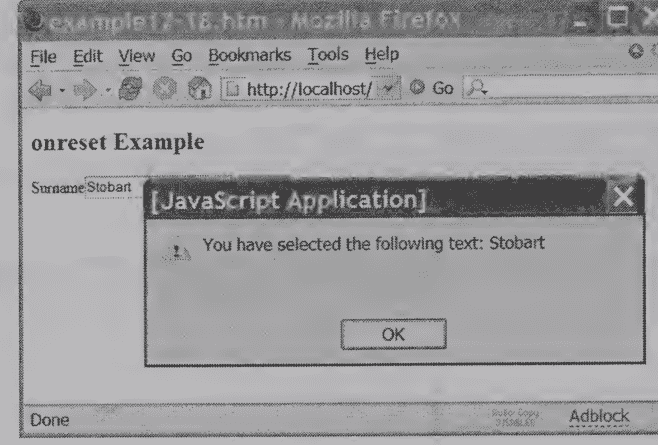 example12-18.htm - Mozilla Firefox
File Edit View Go Bookmarks Tools Help
http://localhost/ Go
onreset Example
Surname Stobart
[JavaScript Application]
You have selected the following text: Stobart
OK
Done Adblock